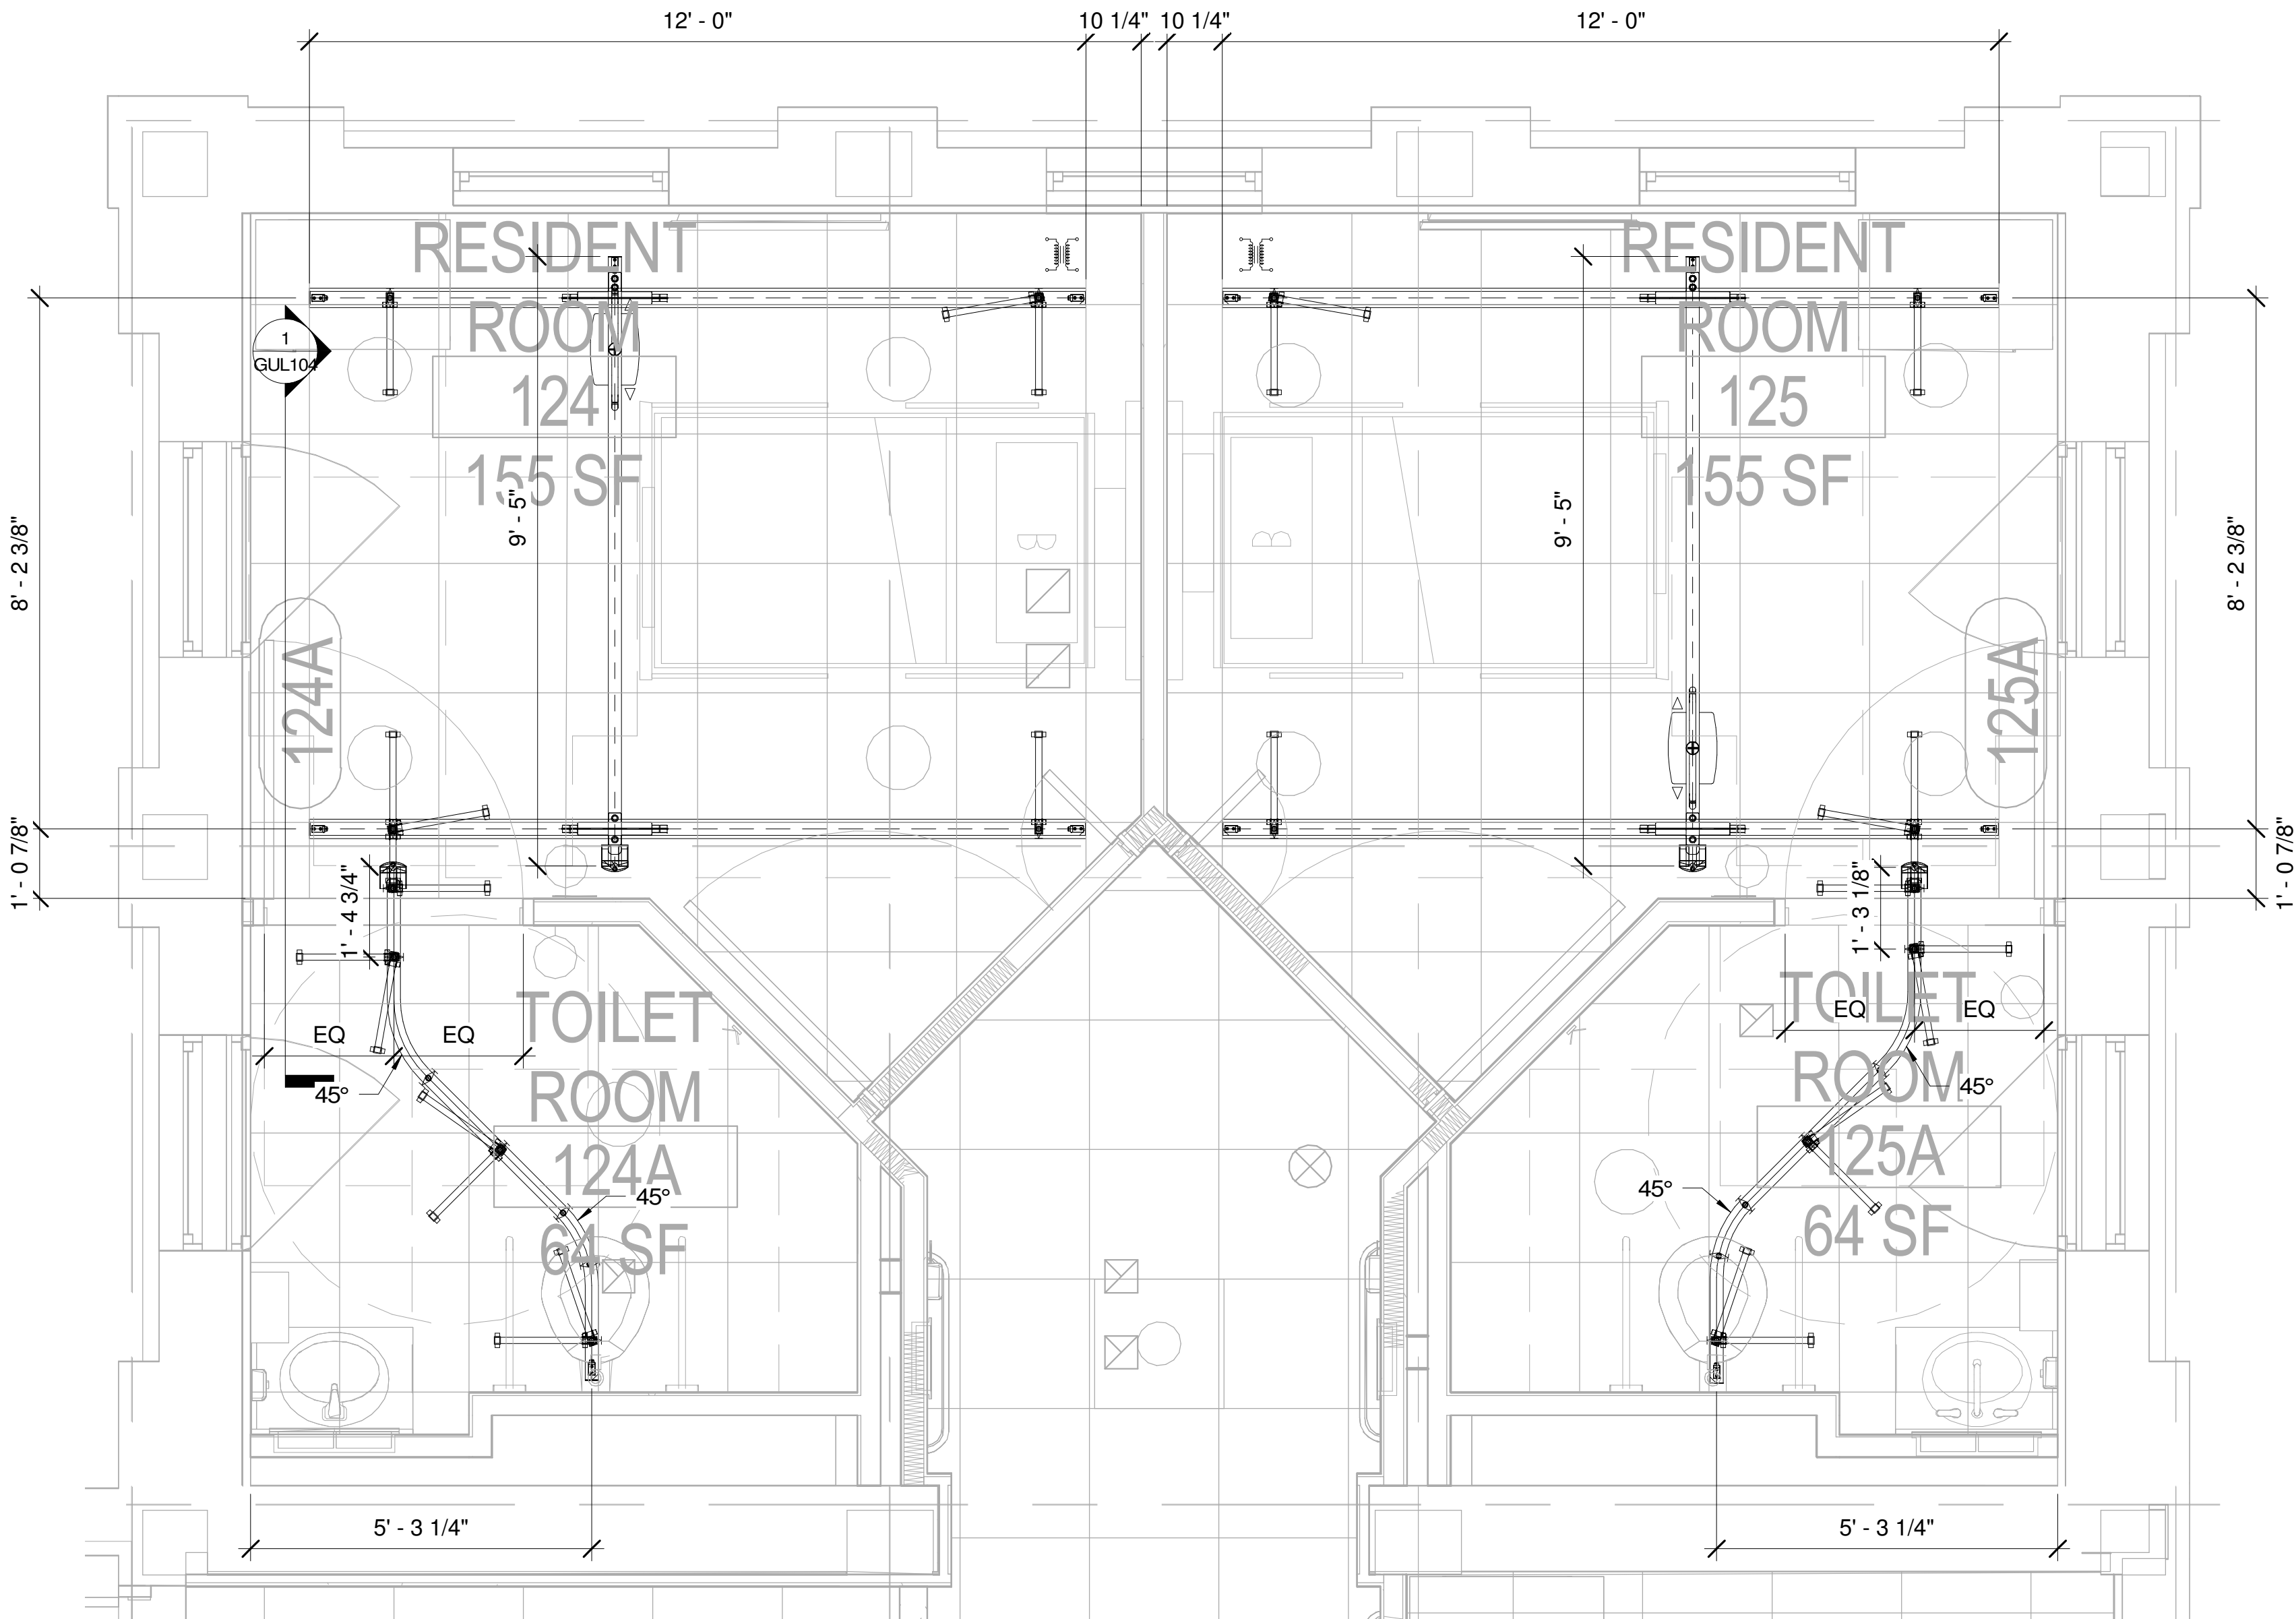 12' - 0"
10 1/4"
10 1/4"
12' - 0"
RESIDENT
ROOM
124
155 SF
RESIDENT
ROOM
125
155 SF
1
GUL104
9' - 5"
9' - 5"
8' - 2 3/8"
8' - 2 3/8"
B
B
124A
125A
1' - 0 7/8"
1' - 0 7/8"
1' - 4 3/4"
1' - 3 1/8"
EQ
EQ
TOILET
ROOM
124A
64 SF
45°
45°
TOILET
ROOM
125A
64 SF
EQ
EQ
45°
45°
5' - 3 1/4"
5' - 3 1/4"